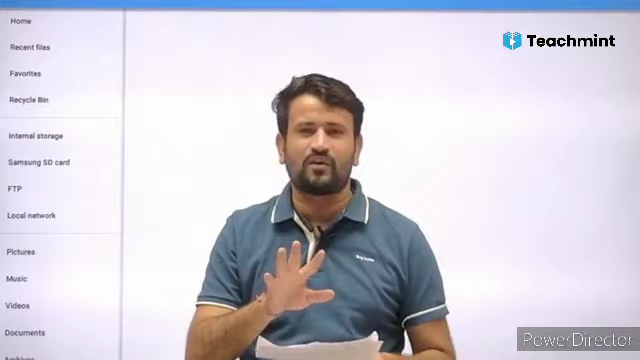 Home
Recent files
Favorites
Recycle Bin
Internal storage
Samsung SD card
FTP
Local network
Pictures
Music
Videos
Documents
Archives
Teachmint
PowerDirector